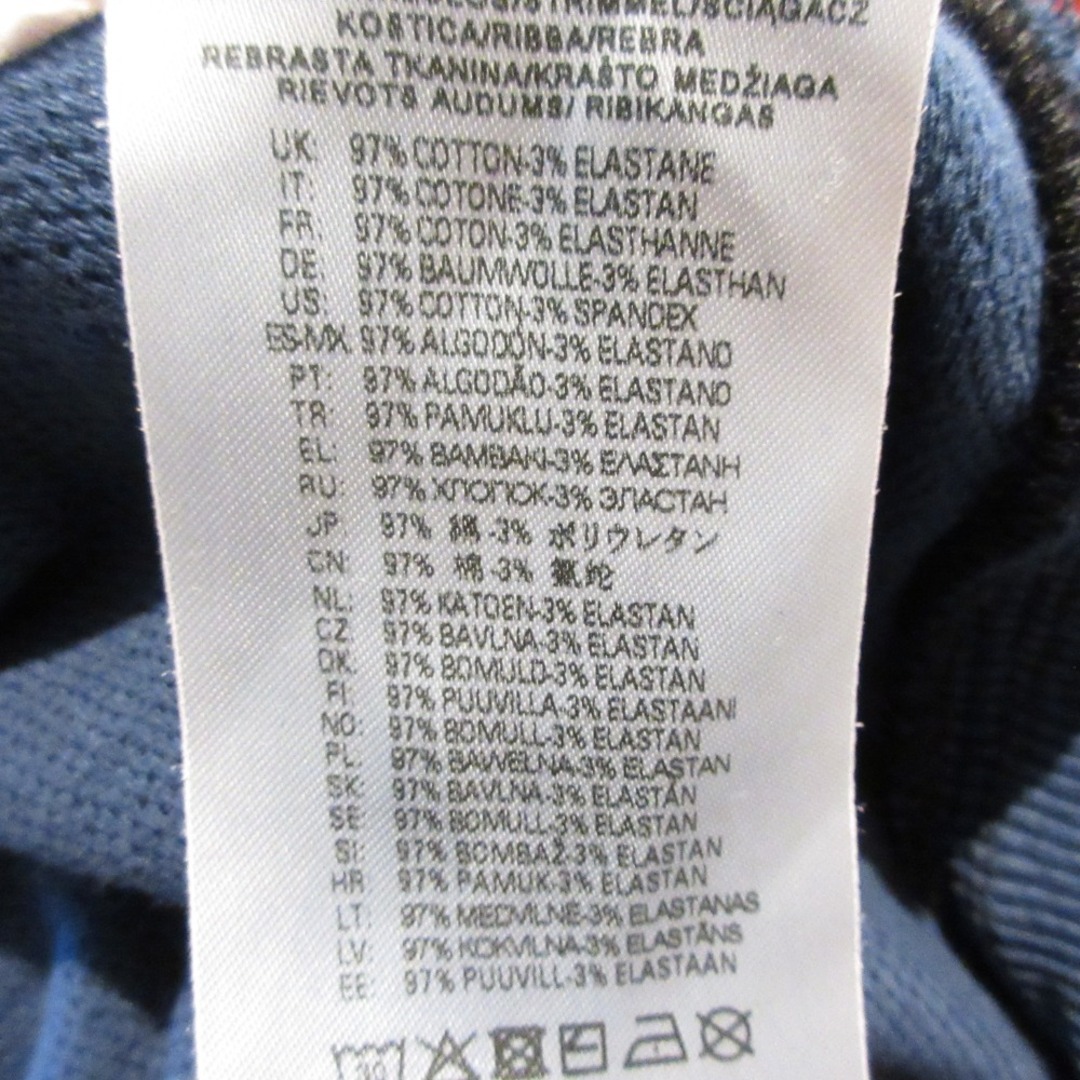 STRIMMEL/ŚCIĄGACZ
KOSTICA/RIBBA/REBRA
REBRASTA TKANINA/KRAŠTO MEDŽIAGA
RIEVOTS AUDUMS/ RIBIKANGAS
UK: 97% COTTON-3% ELASTANE
IT: 97% COTONE-3% ELASTAN
FR: 97% COTON-3% ELASTHANNE
DE: 97% BAUMWOLLE-3% ELASTHAN
US: 97% COTTON-3% SPANDEX
ES-MX: 97% ALGODÓN-3% ELASTANO
PT: 97% ALGODÃO-3% ELASTANO
TR: 97% PAMUKLU-3% ELASTAN
EL: 97% ΒΑΜΒΑΚΙ-3% ΕΛΑΣΤΑΝΗ
RU: 97% ХЛОПОК-3% ЭЛАСТАН
JP 97% 綿 -3% ポリウレタン
CN: 97% 棉 -3% 氨纶
NL: 97% KATOEN-3% ELASTAN
CZ: 97% BAVLNA-3% ELASTAN
DK: 97% BOMULD-3% ELASTAN
FI: 97% PUUVILLA-3% ELASTAANI
NO: 97% BOMULL-3% ELASTAN
PL: 97% BAWEŁNA-3% ELASTAN
SK: 97% BAVLNA-3% ELASTAN
SE: 97% BOMULL-3% ELASTAN
SI: 97% BOMBAŽ-3% ELASTAN
HR 97% PAMUK-3% ELASTAN
LT: 97% MEDVILNĖ-3% ELASTANAS
LV: 97% KOKVILNA-3% ELASTĀNS
EE: 97% PUUVILL-3% ELASTAAN
30